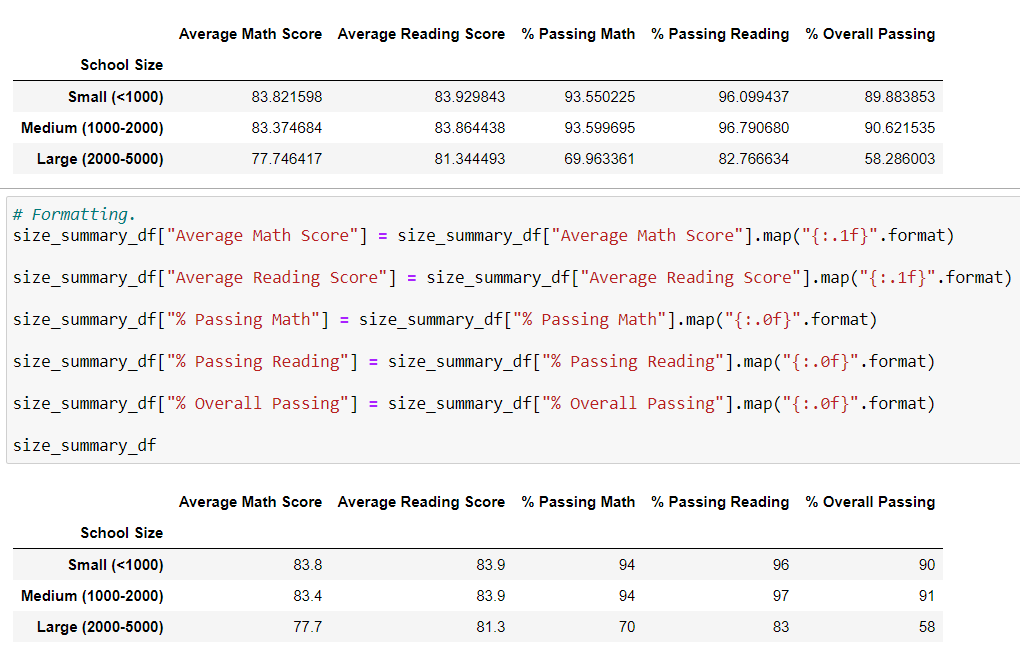 Average Math Score Average Reading Score % Passing Math % Passing Reading % Overall Passing
School Size
Small (<1000) 83.821598 83.929843 93.550225 96.099437 89.883853
Medium (1000-2000) 83.374684 83.864438 93.599695 96.790680 90.621535
Large (2000-5000) 77.746417 81.344493 69.963361 82.766634 58.286003
# Formatting.
size_summary_df["Average Math Score"] = size_summary_df["Average Math Score"].map("{:.1f}".format)
size_summary_df["Average Reading Score"] = size_summary_df["Average Reading Score"].map("{:.1f}".format)
size_summary_df["% Passing Math"] = size_summary_df["% Passing Math"].map("{:.0f}".format)
size_summary_df["% Passing Reading"] = size_summary_df["% Passing Reading"].map("{:.0f}".format)
size_summary_df["% Overall Passing"] = size_summary_df["% Overall Passing"].map("{:.0f}".format)
size_summary_df
Average Math Score Average Reading Score % Passing Math % Passing Reading % Overall Passing
School Size
Small (<1000) 83.8 83.9 94 96 90
Medium (1000-2000) 83.4 83.9 94 97 91
Large (2000-5000) 77.7 81.3 70 83 58